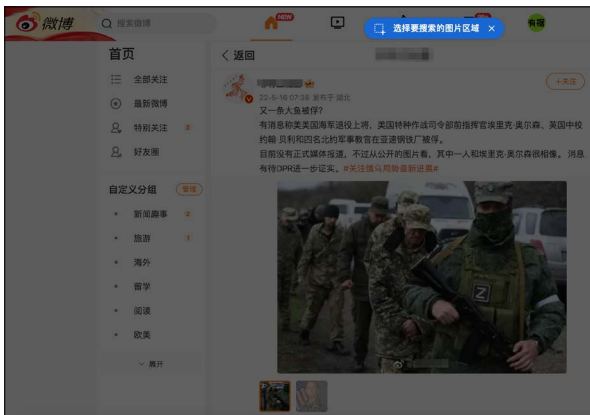 微博
搜索微博
NEW
选择要搜索的图片区域 ×
有据
首页
全部关注
最新微博
特别关注
好友圈
自定义分组
管理
新闻趣事 2
旅游 1
海外
留学
阅读
欧美
展开
返回
+关注
22-5-16 07:38 发布于 湖北
又一条大鱼被俘？
有消息称美美国海军退役上将、美国特种作战司令部前指挥官埃里克·奥尔森、英国中校
约翰·贝利和四名北约军事教官在亚速钢铁厂被俘。
目前没有正式媒体报道，不过从公开的图片看，其中一人和埃里克·奥尔森很相像。 消息
有待DPR进一步证实。#关注俄乌局势最新进展#
Z